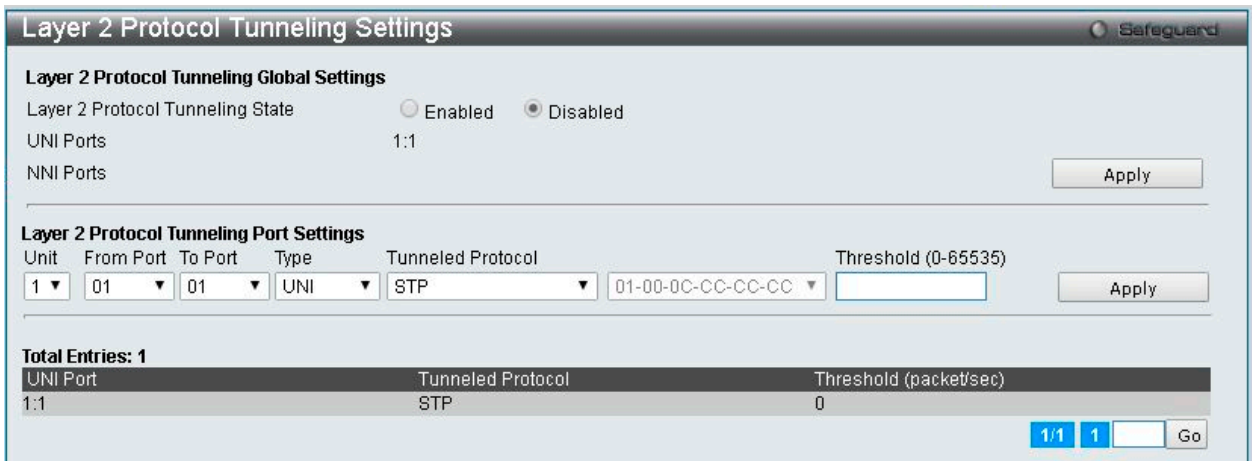 Layer 2 Protocol Tunneling Settings
Safeguard
Layer 2 Protocol Tunneling Global Settings
Layer 2 Protocol Tunneling State Enabled Disabled
UNI Ports 1:1
NNI Ports Apply
Layer 2 Protocol Tunneling Port Settings
Unit From Port To Port Type Tunneled Protocol Threshold (0-65535)
1 01 01 UNI STP 01-00-0C-CC-CC-CC Apply
Total Entries: 1
UNI Port Tunneled Protocol Threshold (packet/sec)
1:1 STP 0
1/1 1 Go